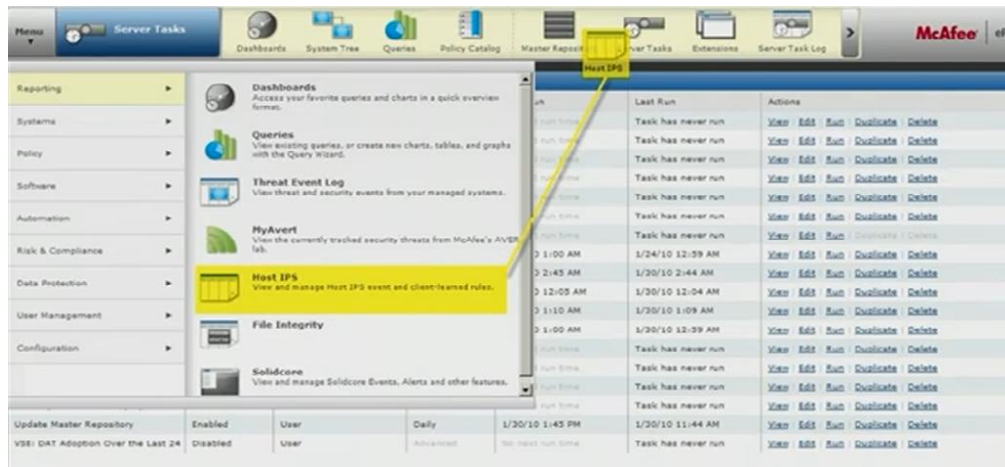 Menu
Server Tasks
Dashboards
System Tree
Queries
Policy Catalog
Master Reposit
ver Tasks
Extensions
Server Task Log
McAfee
Host IPS
Reporting
Systems
Policy
Software
Automation
Risk & Compliance
Data Protection
User Management
Configuration
Dashboards
Access your favorite queries and charts in a quick overview
format.
Queries
View existing queries, or create new charts, tables, and graphs
with the Query Wizard.
Threat Event Log
View threat and security events from your managed systems.
MyAvert
View the currently tracked security threats from McAfee's AVER
lab.
Host IPS
View and manage Host IPS event and client-learned rules.
File Integrity
Solidcore
View and manage Solidcore Events, Alerts and other features.
Last Run Actions
Task has never run View Edit Run Duplicate Delete
Task has never run View Edit Run Duplicate Delete
Task has never run View Edit Run Duplicate Delete
Task has never run View Edit Run Duplicate Delete
Task has never run View Edit Run Duplicate Delete
Task has never run View Edit Run Duplicate Delete
1:00 AM 1/24/10 12:59 AM View Edit Run Duplicate Delete
2:45 AM 1/30/10 2:44 AM View Edit Run Duplicate Delete
12:05 AM 1/30/10 12:04 AM View Edit Run Duplicate Delete
1:10 AM 1/30/10 1:09 AM View Edit Run Duplicate Delete
1:00 AM 1/30/10 12:59 AM View Edit Run Duplicate Delete
Task has never run View Edit Run Duplicate Delete
Task has never run View Edit Run Duplicate Delete
Task has never run View Edit Run Duplicate Delete
Update Master Repository Enabled User Daily 1/30/10 1:45 PM 1/30/10 11:44 AM View Edit Run Duplicate Delete
VSE: DAT Adoption Over the Last 24 Disabled User Advanced No next run time Task has never run View Edit Run Duplicate Delete